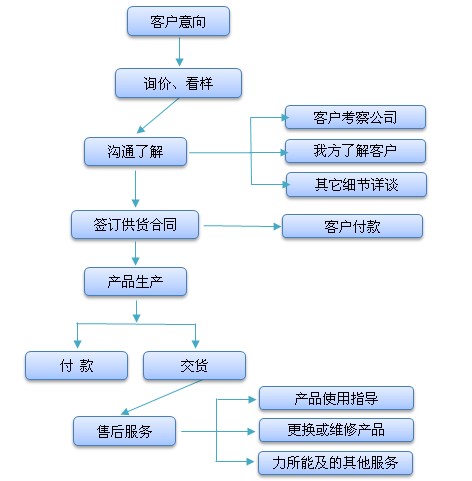 客户意向
询价、看样
客户考察公司
沟通了解
我方了解客户
其它细节详谈
签订供货合同
客户付款
产品生产
付 款
交货
产品使用指导
售后服务
更换或维修产品
力所能及的其他服务